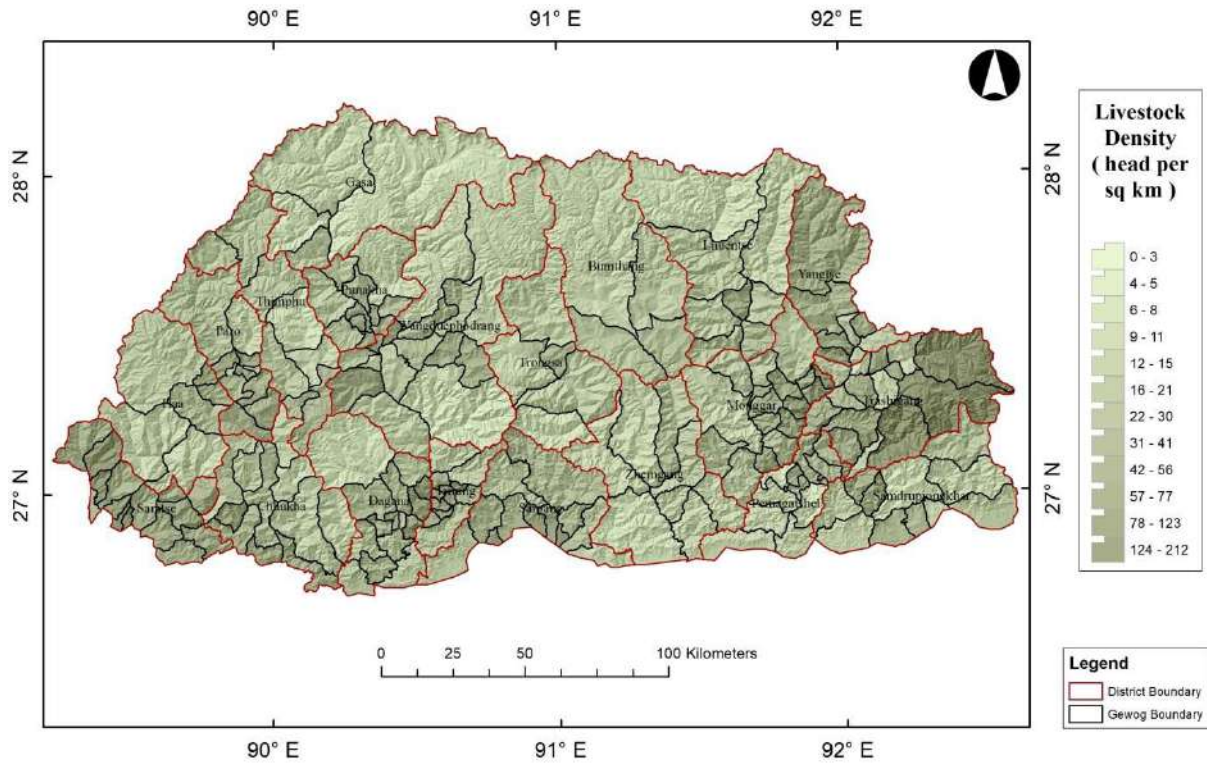 90° E 91° E 92° E
28° N
28° N
27° N
27° N
Gasa
Lhuentse
Bumthang
Yangtse
Punakha
Thimphu
Paro
Wangduephodrang
Trongsa
Haa
Monggar
Trashigang
Zhemgang
Dagana
Tsirang
Sarpang
Samtse
Pemagatshel
Samdrupjongkhar
0 25 50 100 Kilometers
90° E 91° E 92° E
Livestock
Density
( head per
sq km )
0 - 3
4 - 5
6 - 8
9 - 11
12 - 15
16 - 21
22 - 30
31 - 41
42 - 56
57 - 77
78 - 123
124 - 212
Legend
District Boundary
Gewog Boundary